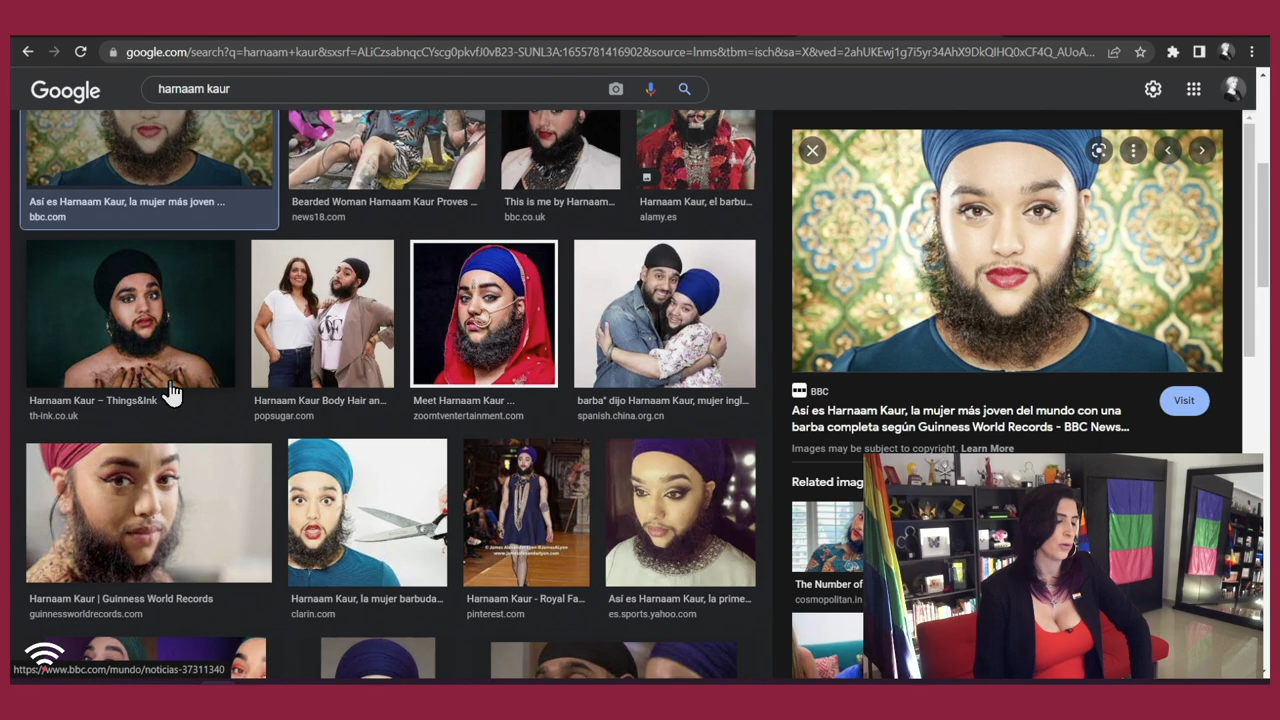 google.com/search?q=harnaam+kaur&sxsrf=ALiCzsabnqcCYscg0pkvfJ0vB23-SUNL3A:1655781416902&source=lnms&tbm=isch&sa=X&ved=2ahUKEwj1g7i5yr34AhX9DkQIHQ0xCF4Q_AUoA...
Google
harnaam kaur
Así es Harnaam Kaur, la mujer más joven ...
bbc.com
Bearded Woman Harnaam Kaur Proves ...
news18.com
This is me by Harnaam...
bbc.co.uk
Harnaam Kaur, el barbu...
alamy.es
Harnaam Kaur – Things&Ink
th-ink.co.uk
Harnaam Kaur Body Hair an...
popsugar.com
Meet Harnaam Kaur ...
zoomtventertainment.com
barba" dijo Harnaam Kaur, mujer ingl...
spanish.china.org.cn
Harnaam Kaur | Guinness World Records
guinnessworldrecords.com
Harnaam Kaur, la mujer barbuda...
clarin.com
© James Alexander Lyon @JamesALyon
www.jamesalexanderlyon.com
Harnaam Kaur - Royal Fa...
pinterest.com
Así es Harnaam Kaur, la prime...
es.sports.yahoo.com
BBC
Así es Harnaam Kaur, la mujer más joven del mundo con una
barba completa según Guinness World Records - BBC News...
Visit
Images may be subject to copyright. Learn More
Related imag
The Number of
cosmopolitan.in
https://www.bbc.com/mundo/noticias-37311340